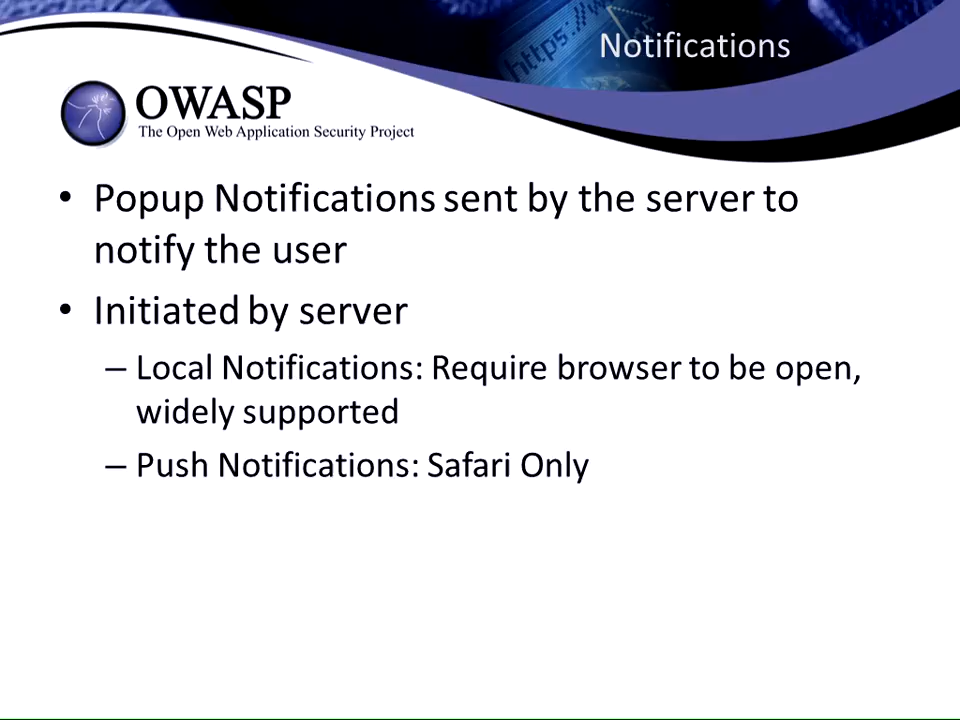 https://w
Notifications
OWASP
The Open Web Application Security Project
• Popup Notifications sent by the server to
notify the user
• Initiated by server
– Local Notifications: Require browser to be open,
widely supported
– Push Notifications: Safari Only